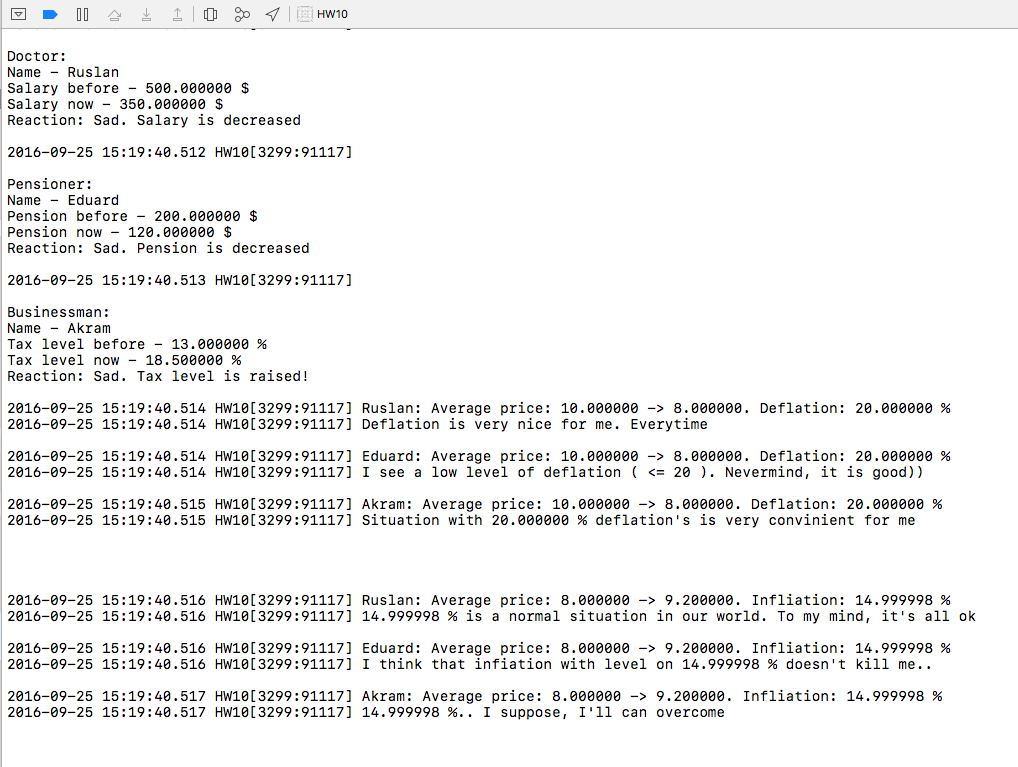 HW10
Doctor:
Name – Ruslan
Salary before – 500.000000 $
Salary now – 350.000000 $
Reaction: Sad. Salary is decreased
2016-09-25 15:19:40.512 HW10[3299:91117]
Pensioner:
Name – Eduard
Pension before – 200.000000 $
Pension now – 120.000000 $
Reaction: Sad. Pension is decreased
2016-09-25 15:19:40.513 HW10[3299:91117]
Businessman:
Name – Akram
Tax level before – 13.000000 %
Tax level now – 18.500000 %
Reaction: Sad. Tax level is raised!
2016-09-25 15:19:40.514 HW10[3299:91117] Ruslan: Average price: 10.000000 –> 8.000000. Deflation: 20.000000 %
2016-09-25 15:19:40.514 HW10[3299:91117] Deflation is very nice for me. Everytime
2016-09-25 15:19:40.514 HW10[3299:91117] Eduard: Average price: 10.000000 –> 8.000000. Deflation: 20.000000 %
2016-09-25 15:19:40.514 HW10[3299:91117] I see a low level of deflation ( <= 20 ). Nevermind, it is good))
2016-09-25 15:19:40.515 HW10[3299:91117] Akram: Average price: 10.000000 –> 8.000000. Deflation: 20.000000 %
2016-09-25 15:19:40.515 HW10[3299:91117] Situation with 20.000000 % deflation's is very convinient for me
2016-09-25 15:19:40.516 HW10[3299:91117] Ruslan: Average price: 8.000000 –> 9.200000. Infliation: 14.999998 %
2016-09-25 15:19:40.516 HW10[3299:91117] 14.999998 % is a normal situation in our world. To my mind, it's all ok
2016-09-25 15:19:40.516 HW10[3299:91117] Eduard: Average price: 8.000000 –> 9.200000. Infliation: 14.999998 %
2016-09-25 15:19:40.516 HW10[3299:91117] I think that infiation with level on 14.999998 % doesn't kill me..
2016-09-25 15:19:40.517 HW10[3299:91117] Akram: Average price: 8.000000 –> 9.200000. Infliation: 14.999998 %
2016-09-25 15:19:40.517 HW10[3299:91117] 14.999998 %.. I suppose, I'll can overcome